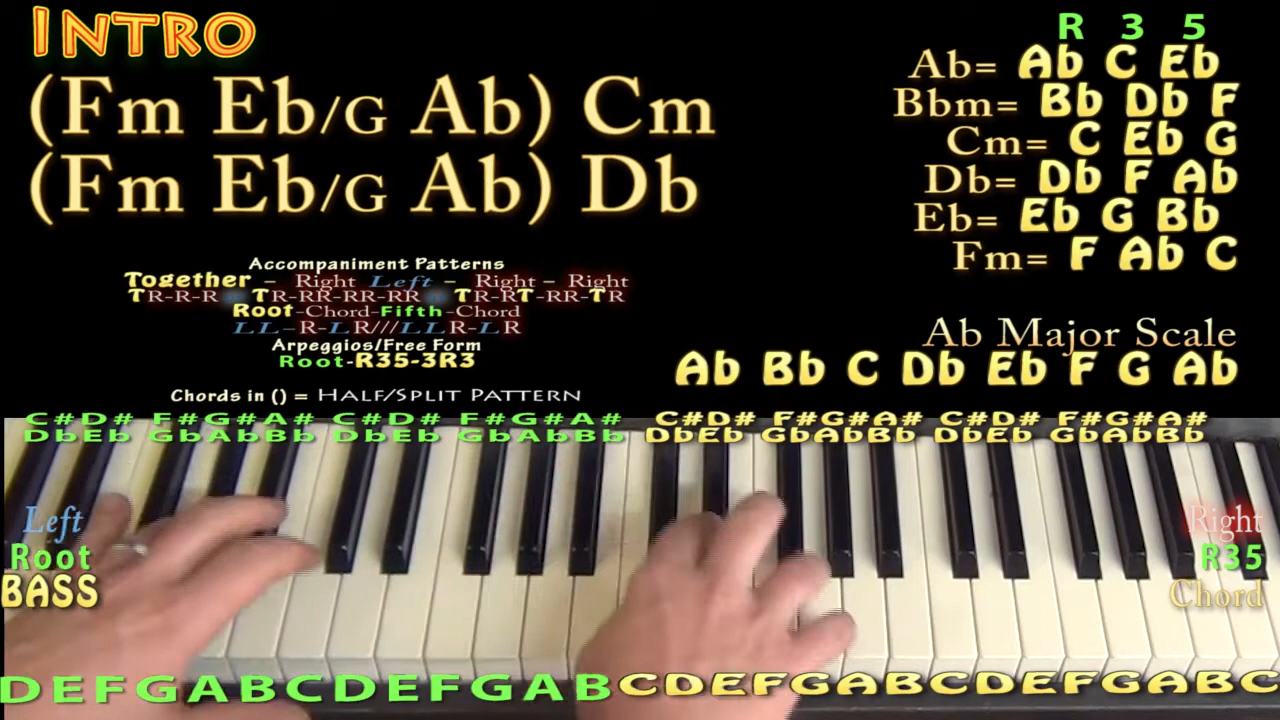 INTRO
(Fm Eb/G Ab) Cm
(Fm Eb/G Ab) Db
R 3 5
Ab= Ab C Eb
Bbm= Bb Db F
Cm= C Eb G
Db= Db F Ab
Eb= Eb G Bb
Fm= F Ab C
Accompaniment Patterns
Together - Right Left - Right - Right
TR-R-R TR-RR-RR-RR TR-RT-RR-TR
Root-Chord-Fifth-Chord
LL-R-LR///LLR-LR
Arpeggios/Free Form
Root-R35-3R3
Chords in () = Half/Split Pattern
Ab Major Scale
Ab Bb C Db Eb F G Ab
C#D# F#G#A# C#D# F#G#A# C#D# F#G#A# C#D# F#G#A#
DbEb GbAbBb DbEb GbAbBb DbEb GbAbBb DbEb GbAbBb
Left
Root
BASS
Right
R35
Chord
DEFGABCDEFGABCDEFGABCDEFGABC